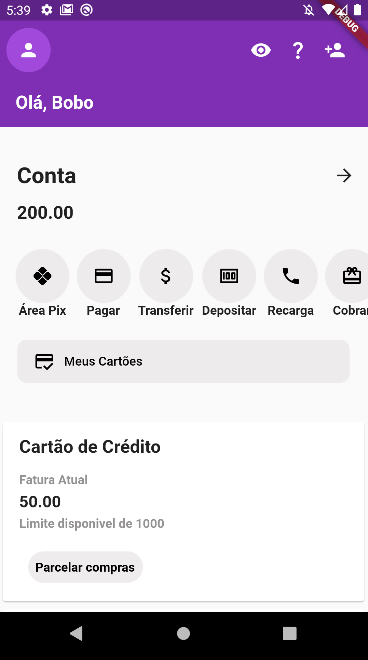 5:39
DEBUG
Olá, Bobo
Conta
200.00
Área Pix
Pagar
Transferir
Depositar
Recarga
Cobrar
Meus Cartões
Cartão de Crédito
Fatura Atual
50.00
Limite disponivel de 1000
Parcelar compras